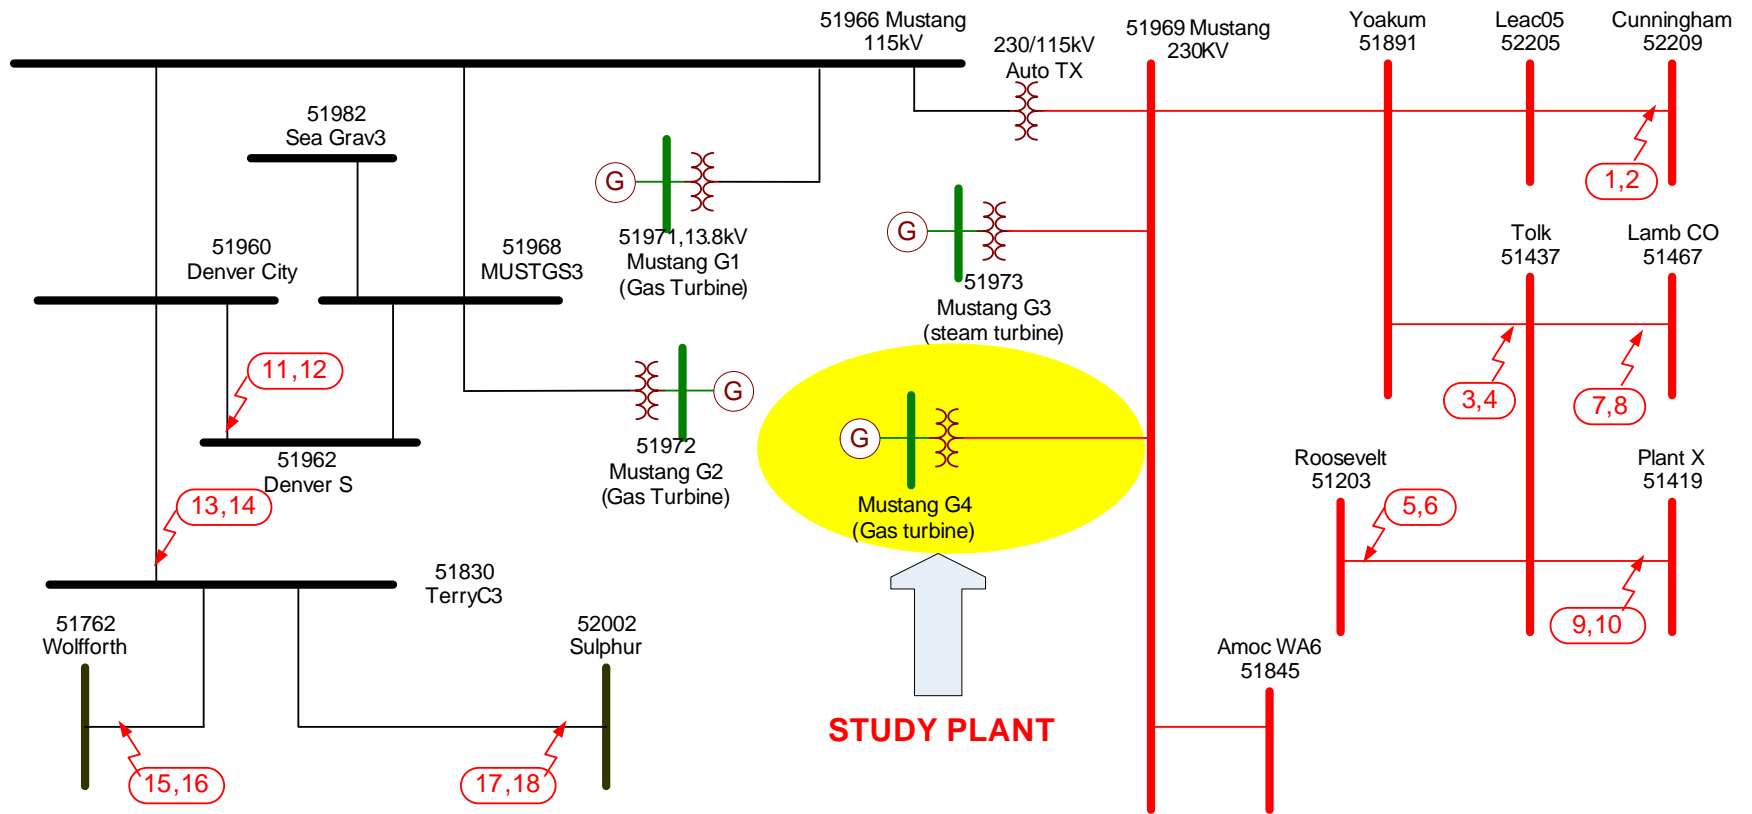 51966 Mustang
115kV
230/115kV
Auto TX
51969 Mustang
230KV
Yoakum
51891
Leac05
52205
Cunningham
52209
51982
Sea Grav3
1,2
G
51971,13.8kV
Mustang G1
(Gas Turbine)
G
51973
Mustang G3
(steam turbine)
51960
Denver City
51968
MUSTGS3
Tolk
51437
Lamb CO
51467
11,12
3,4
7,8
G
51972
Mustang G2
(Gas Turbine)
G
Mustang G4
(Gas turbine)
51962
Denver S
13,14
Roosevelt
51203
Plant X
51419
5,6
9,10
51830
TerryC3
51762
Wolfforth
52002
Sulphur
Amoc WA6
51845
STUDY PLANT
15,16
17,18